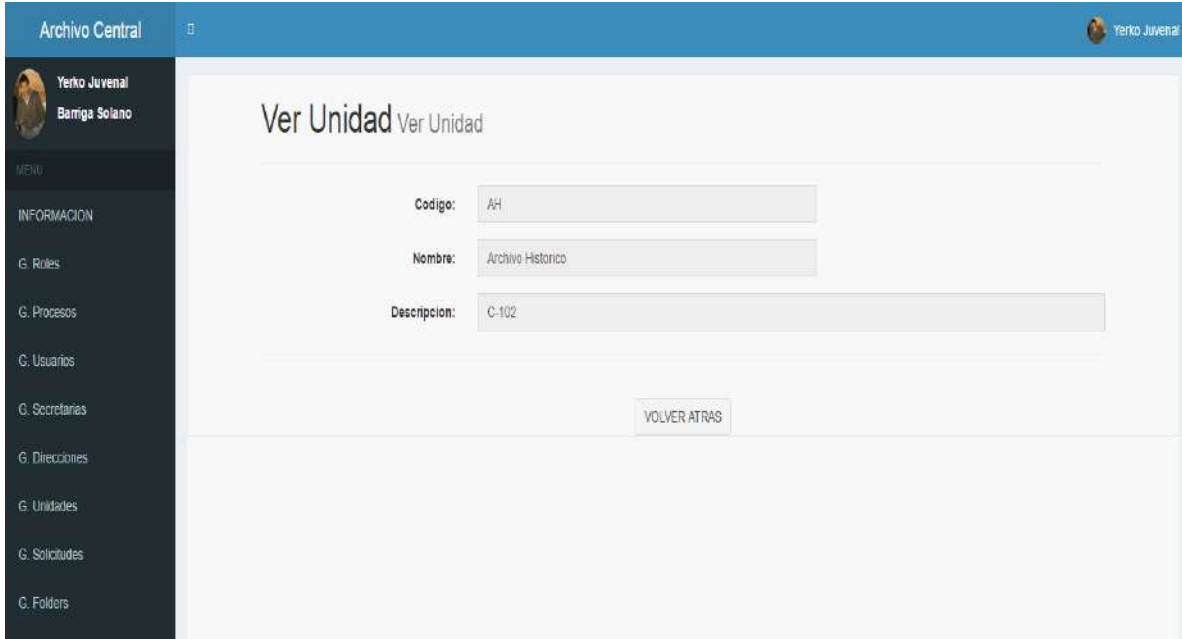 Archivo Central
Yerko Juvenal
Yerko Juvenal
Barriga Solano
MENU
INFORMACION
G. Roles
G. Procesos
G. Usuarios
G. Secretarias
G. Direcciones
G. Unidades
G. Solicitudes
G. Folders
Ver Unidad Ver Unidad
Codigo: AH
Nombre: Archivo Historico
Descripcion: C-102
VOLVER ATRAS